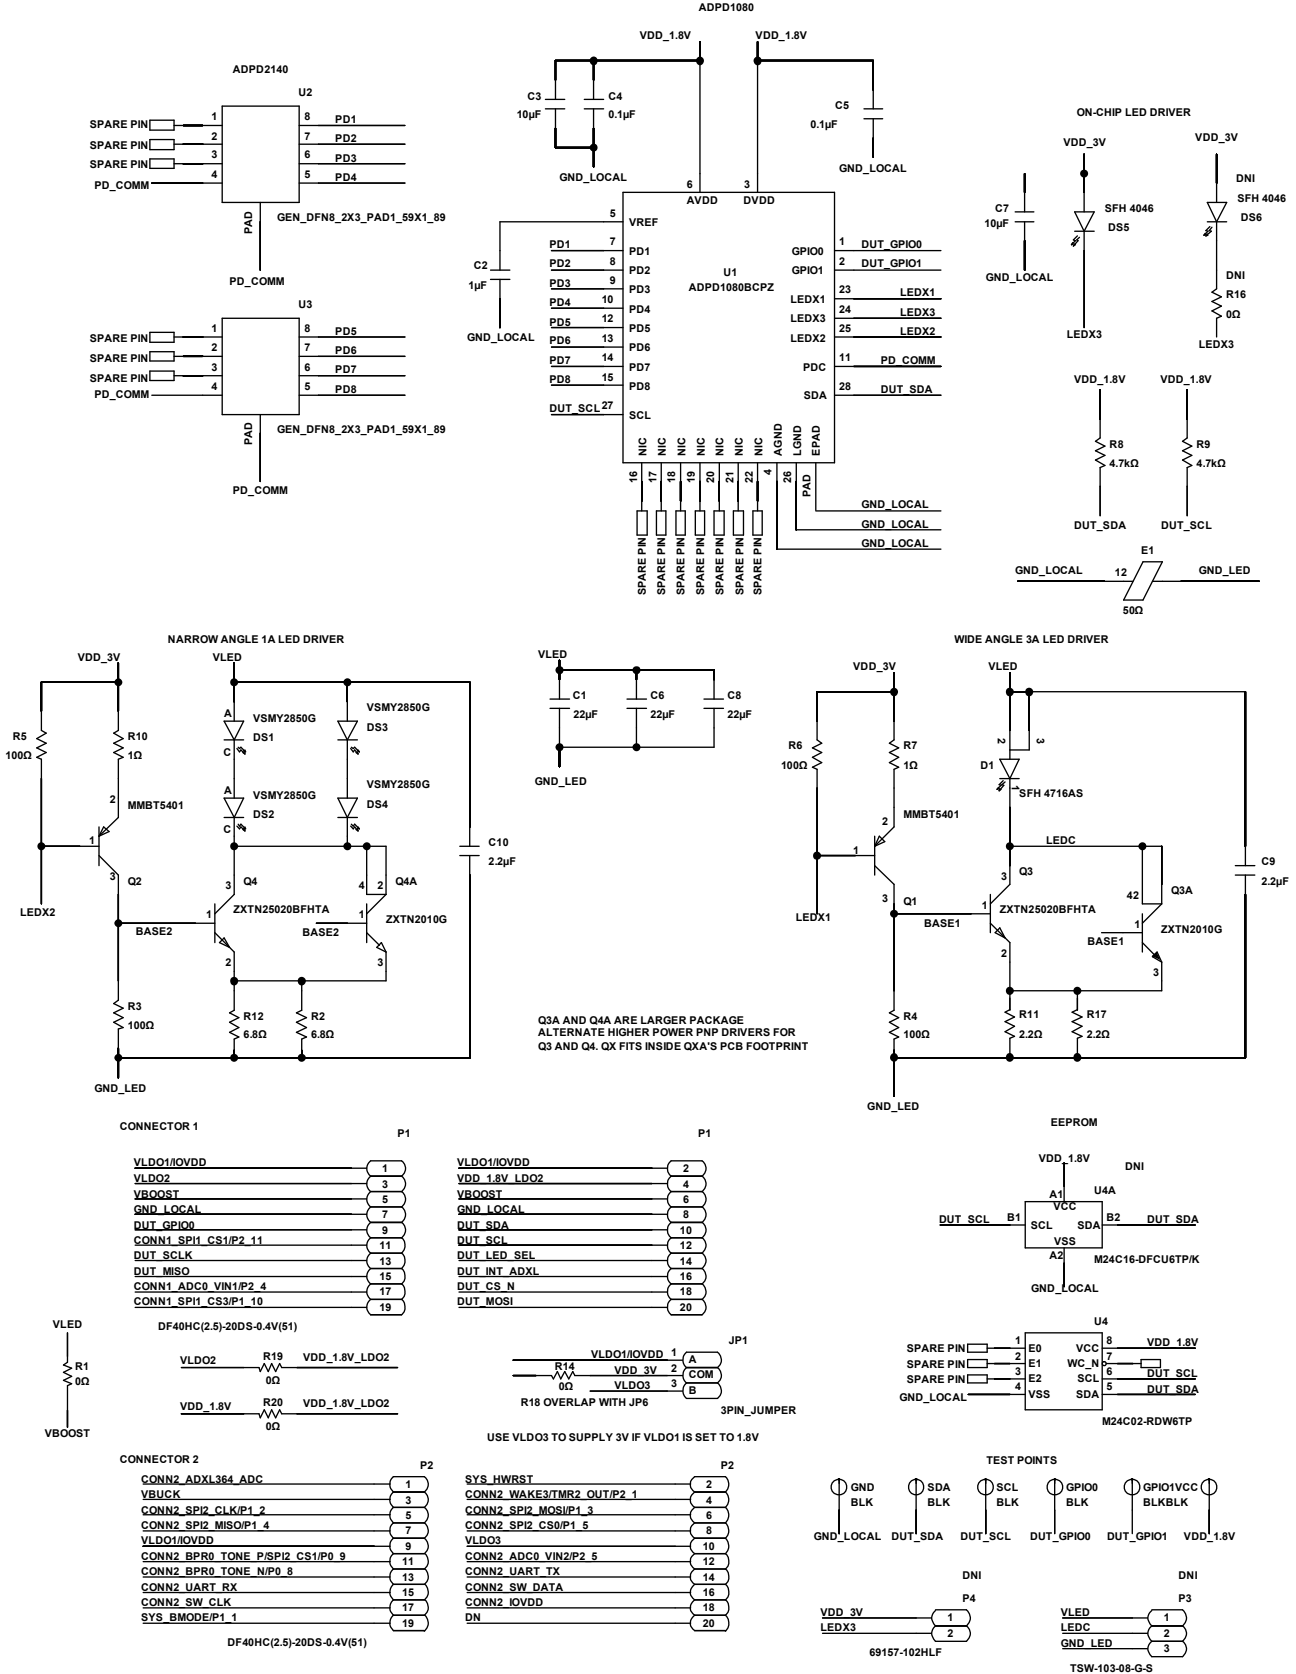 ADPD1080
VDD_1.8V
VDD_1.8V
C3
10µF
C4
0.1µF
C5
0.1µF
GND_LOCAL
GND_LOCAL
ADPD2140
U2
SPARE PIN 1
SPARE PIN 2
SPARE PIN 3
PD_COMM 4
8 PD1
7 PD2
6 PD3
5 PD4
PAD
GEN_DFN8_2X3_PAD1_59X1_89
PD_COMM
U3
SPARE PIN 1
SPARE PIN 2
SPARE PIN 3
PD_COMM 4
8 PD5
7 PD6
6 PD7
5 PD8
PAD
GEN_DFN8_2X3_PAD1_59X1_89
PD_COMM
6 AVDD
3 DVDD
5 VREF
C2
1µF
GND_LOCAL
PD1 7 PD1
PD2 8 PD2
PD3 9 PD3
PD4 10 PD4
PD5 12 PD5
PD6 13 PD6
PD7 14 PD7
PD8 15 PD8
DUT_SCL 27 SCL
U1
ADPD1080BCPZ
GPIO0 1 DUT_GPIO0
GPIO1 2 DUT_GPIO1
LEDX1 23 LEDX1
LEDX3 24 LEDX3
LEDX2 25 LEDX2
PDC 11 PD_COMM
SDA 28 DUT_SDA
NIC NIC NIC NIC NIC NIC NIC AGND LGND EPAD
16 17 18 19 20 21 22 4 26 PAD
SPARE PIN SPARE PIN SPARE PIN SPARE PIN SPARE PIN SPARE PIN SPARE PIN
GND_LOCAL
GND_LOCAL
GND_LOCAL
ON-CHIP LED DRIVER
VDD_3V
VDD_3V
C7
10µF
GND_LOCAL
SFH 4046
DS5
LEDX3
DNI
SFH 4046
DS6
DNI
R16
0Ω
LEDX3
VDD_1.8V
R8
4.7kΩ
DUT_SDA
VDD_1.8V
R9
4.7kΩ
DUT_SCL
E1
GND_LOCAL 12 GND_LED
50Ω
NARROW ANGLE 1A LED DRIVER
VDD_3V
VLED
R5
100Ω
R10
1Ω
A
C
VSMY2850G
DS1
VSMY2850G
DS3
A
C
VSMY2850G
DS2
VSMY2850G
DS4
C10
2.2µF
2
MMBT5401
1
3
Q2
LEDX2
3
Q4
1
ZXTN25020BFHTA
BASE2
2
4 2
Q4A
1
BASE2
ZXTN2010G
3
R3
100Ω
R12
6.8Ω
R2
6.8Ω
GND_LED
VLED
C1
22µF
C6
22µF
C8
22µF
GND_LED
Q3A AND Q4A ARE LARGER PACKAGE
ALTERNATE HIGHER POWER PNP DRIVERS FOR
Q3 AND Q4. QX FITS INSIDE QXA'S PCB FOOTPRINT
WIDE ANGLE 3A LED DRIVER
VDD_3V
VLED
R6
100Ω
R7
1Ω
2
3
D1
1
SFH 4716AS
2
MMBT5401
1
3
Q1
LEDX1
LEDC
3
Q3
1
ZXTN25020BFHTA
BASE1
2
42
Q3A
1
BASE1
ZXTN2010G
3
C9
2.2µF
R4
100Ω
R11
2.2Ω
R17
2.2Ω
GND_LED
CONNECTOR 1
P1
VLDO1/IOVDD 1
VLDO2 3
VBOOST 5
GND_LOCAL 7
DUT_GPIO0 9
CONN1_SPI1_CS1/P2_11 11
DUT_SCLK 13
DUT_MISO 15
CONN1_ADC0_VIN1/P2_4 17
CONN1_SPI1_CS3/P1_10 19
DF40HC(2.5)-20DS-0.4V(51)
P1
VLDO1/IOVDD 2
VDD_1.8V_LDO2 4
VBOOST 6
GND_LOCAL 8
DUT_SDA 10
DUT_SCL 12
DUT_LED_SEL 14
DUT_INT_ADXL 16
DUT_CS_N 18
DUT_MOSI 20
EEPROM
VDD_1.8V
DNI
A1
VCC
U4A
DUT_SCL B1 SCL
SDA B2 DUT_SDA
VSS
A2
M24C16-DFCU6TP/K
GND_LOCAL
VLED
R1
0Ω
VBOOST
VLDO2 R19 VDD_1.8V_LDO2
0Ω
VDD_1.8V R20 VDD_1.8V_LDO2
0Ω
JP1
VLDO1/IOVDD 1 A
R14 VDD_3V 2 COM
0Ω VLDO3 3 B
R18 OVERLAP WITH JP6
3PIN_JUMPER
USE VLDO3 TO SUPPLY 3V IF VLDO1 IS SET TO 1.8V
U4
SPARE PIN 1 E0
SPARE PIN 2 E1
SPARE PIN 3 E2
GND_LOCAL 4 VSS
VCC 8 VDD_1.8V
WC_N 7
SCL 6 DUT_SCL
SDA 5 DUT_SDA
M24C02-RDW6TP
CONNECTOR 2
P2
CONN2_ADXL364_ADC 1
VBUCK 3
CONN2_SPI2_CLK/P1_2 5
CONN2_SPI2_MISO/P1_4 7
VLDO1/IOVDD 9
CONN2_BPR0_TONE_P/SPI2_CS1/P0_9 11
CONN2_BPR0_TONE_N/P0_8 13
CONN2_UART_RX 15
CONN2_SW_CLK 17
SYS_BMODE/P1_1 19
DF40HC(2.5)-20DS-0.4V(51)
P2
SYS_HWRST 2
CONN2_WAKE3/TMR2_OUT/P2_1 4
CONN2_SPI2_MOSI/P1_3 6
CONN2_SPI2_CS0/P1_5 8
VLDO3 10
CONN2_ADC0_VIN2/P2_5 12
CONN2_UART_TX 14
CONN2_SW_DATA 16
CONN2_IOVDD 18
DN 20
TEST POINTS
GND SDA SCL GPIO0 GPIO1VCC
BLK BLK BLK BLK BLKBLK
GND_LOCAL DUT_SDA DUT_SCL DUT_GPIO0 DUT_GPIO1 VDD_1.8V
DNI
P4
VDD_3V 1
LEDX3 2
69157-102HLF
DNI
P3
VLED 1
LEDC 2
GND_LED 3
TSW-103-08-G-S